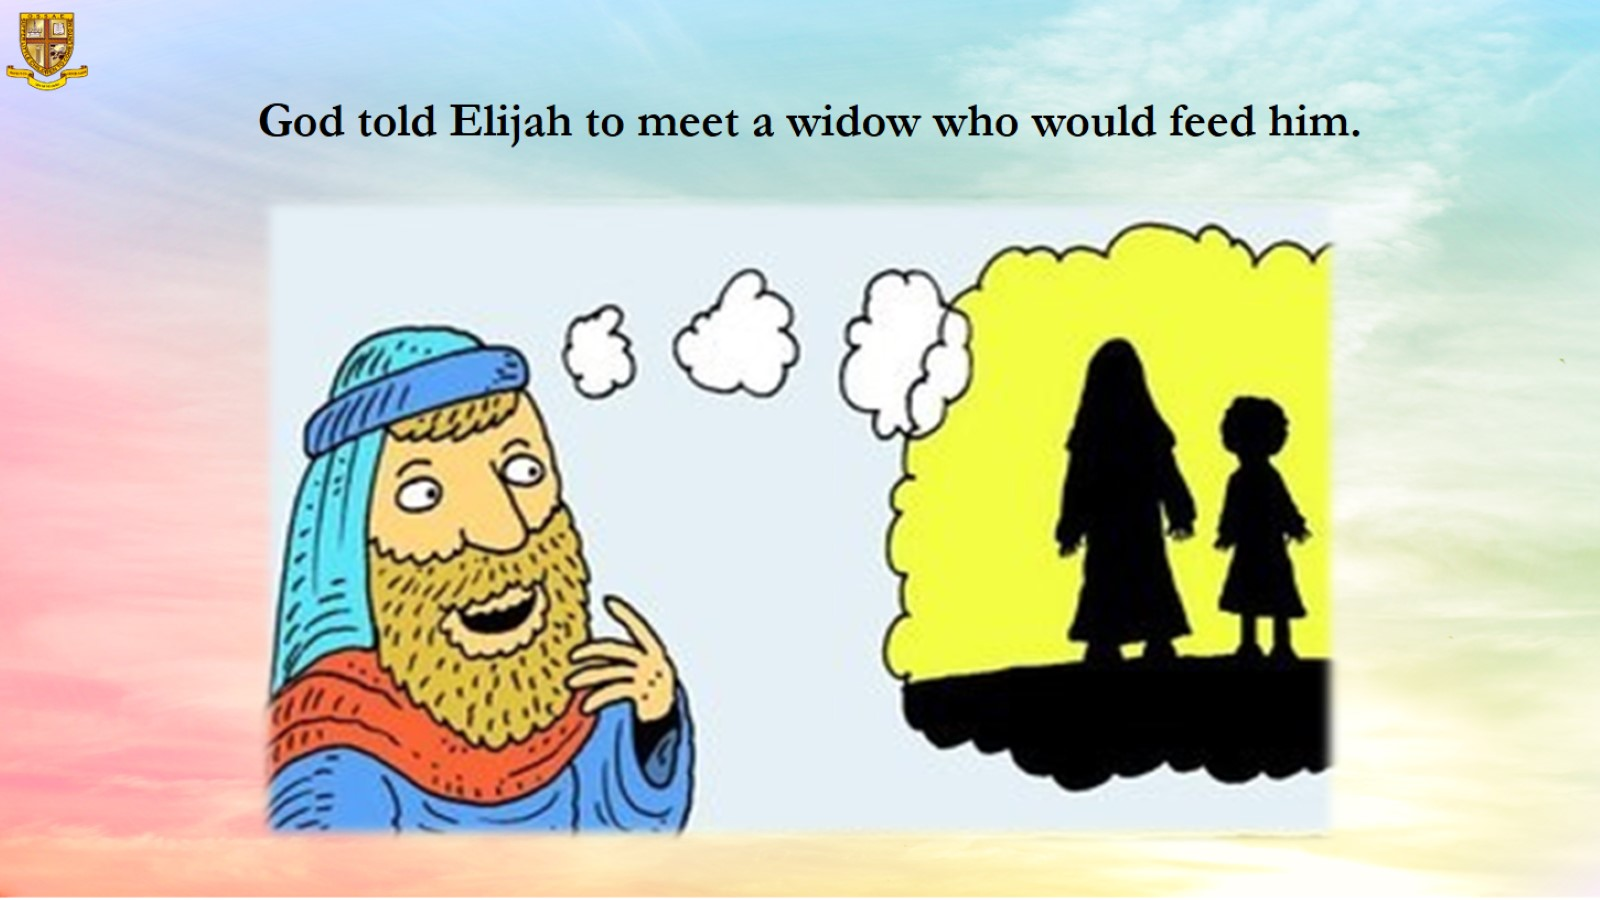 O.S.S.A.E.
God told Elijah to meet a widow who would feed him.